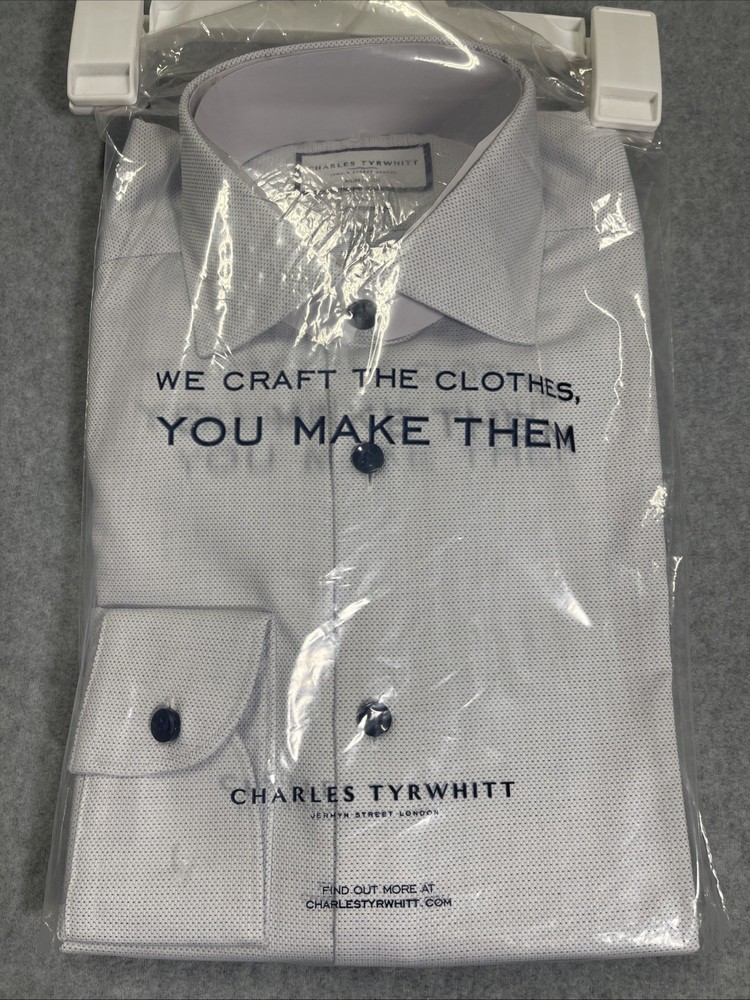 CHARLES TYRWHITT
WE CRAFT THE CLOTHES,
YOU MAKE THEM
CHARLES TYRWHITT
JERMYN STREET LONDON
FIND OUT MORE AT
CHARLESTYRWHITT.COM